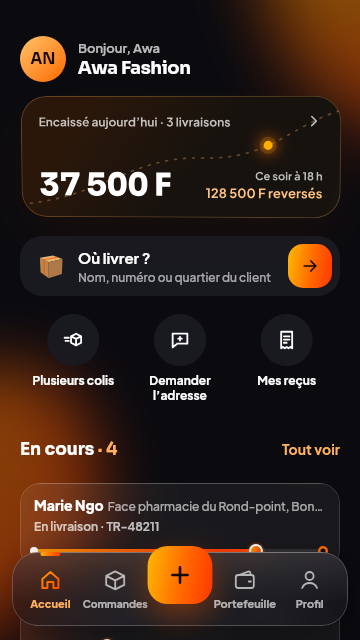 AN
Bonjour, Awa
Awa Fashion
Encaissé aujourd’hui · 3 livraisons
37 500 F
Ce soir à 18 h
128 500 F reversés
Où livrer ?
Nom, numéro ou quartier du client
Plusieurs colis
Demander
l’adresse
Mes reçus
En cours · 4
Tout voir
Marie Ngo Face pharmacie du Rond-point, Bon...
En livraison · TR-48211
Accueil
Commandes
Portefeuille
Profil